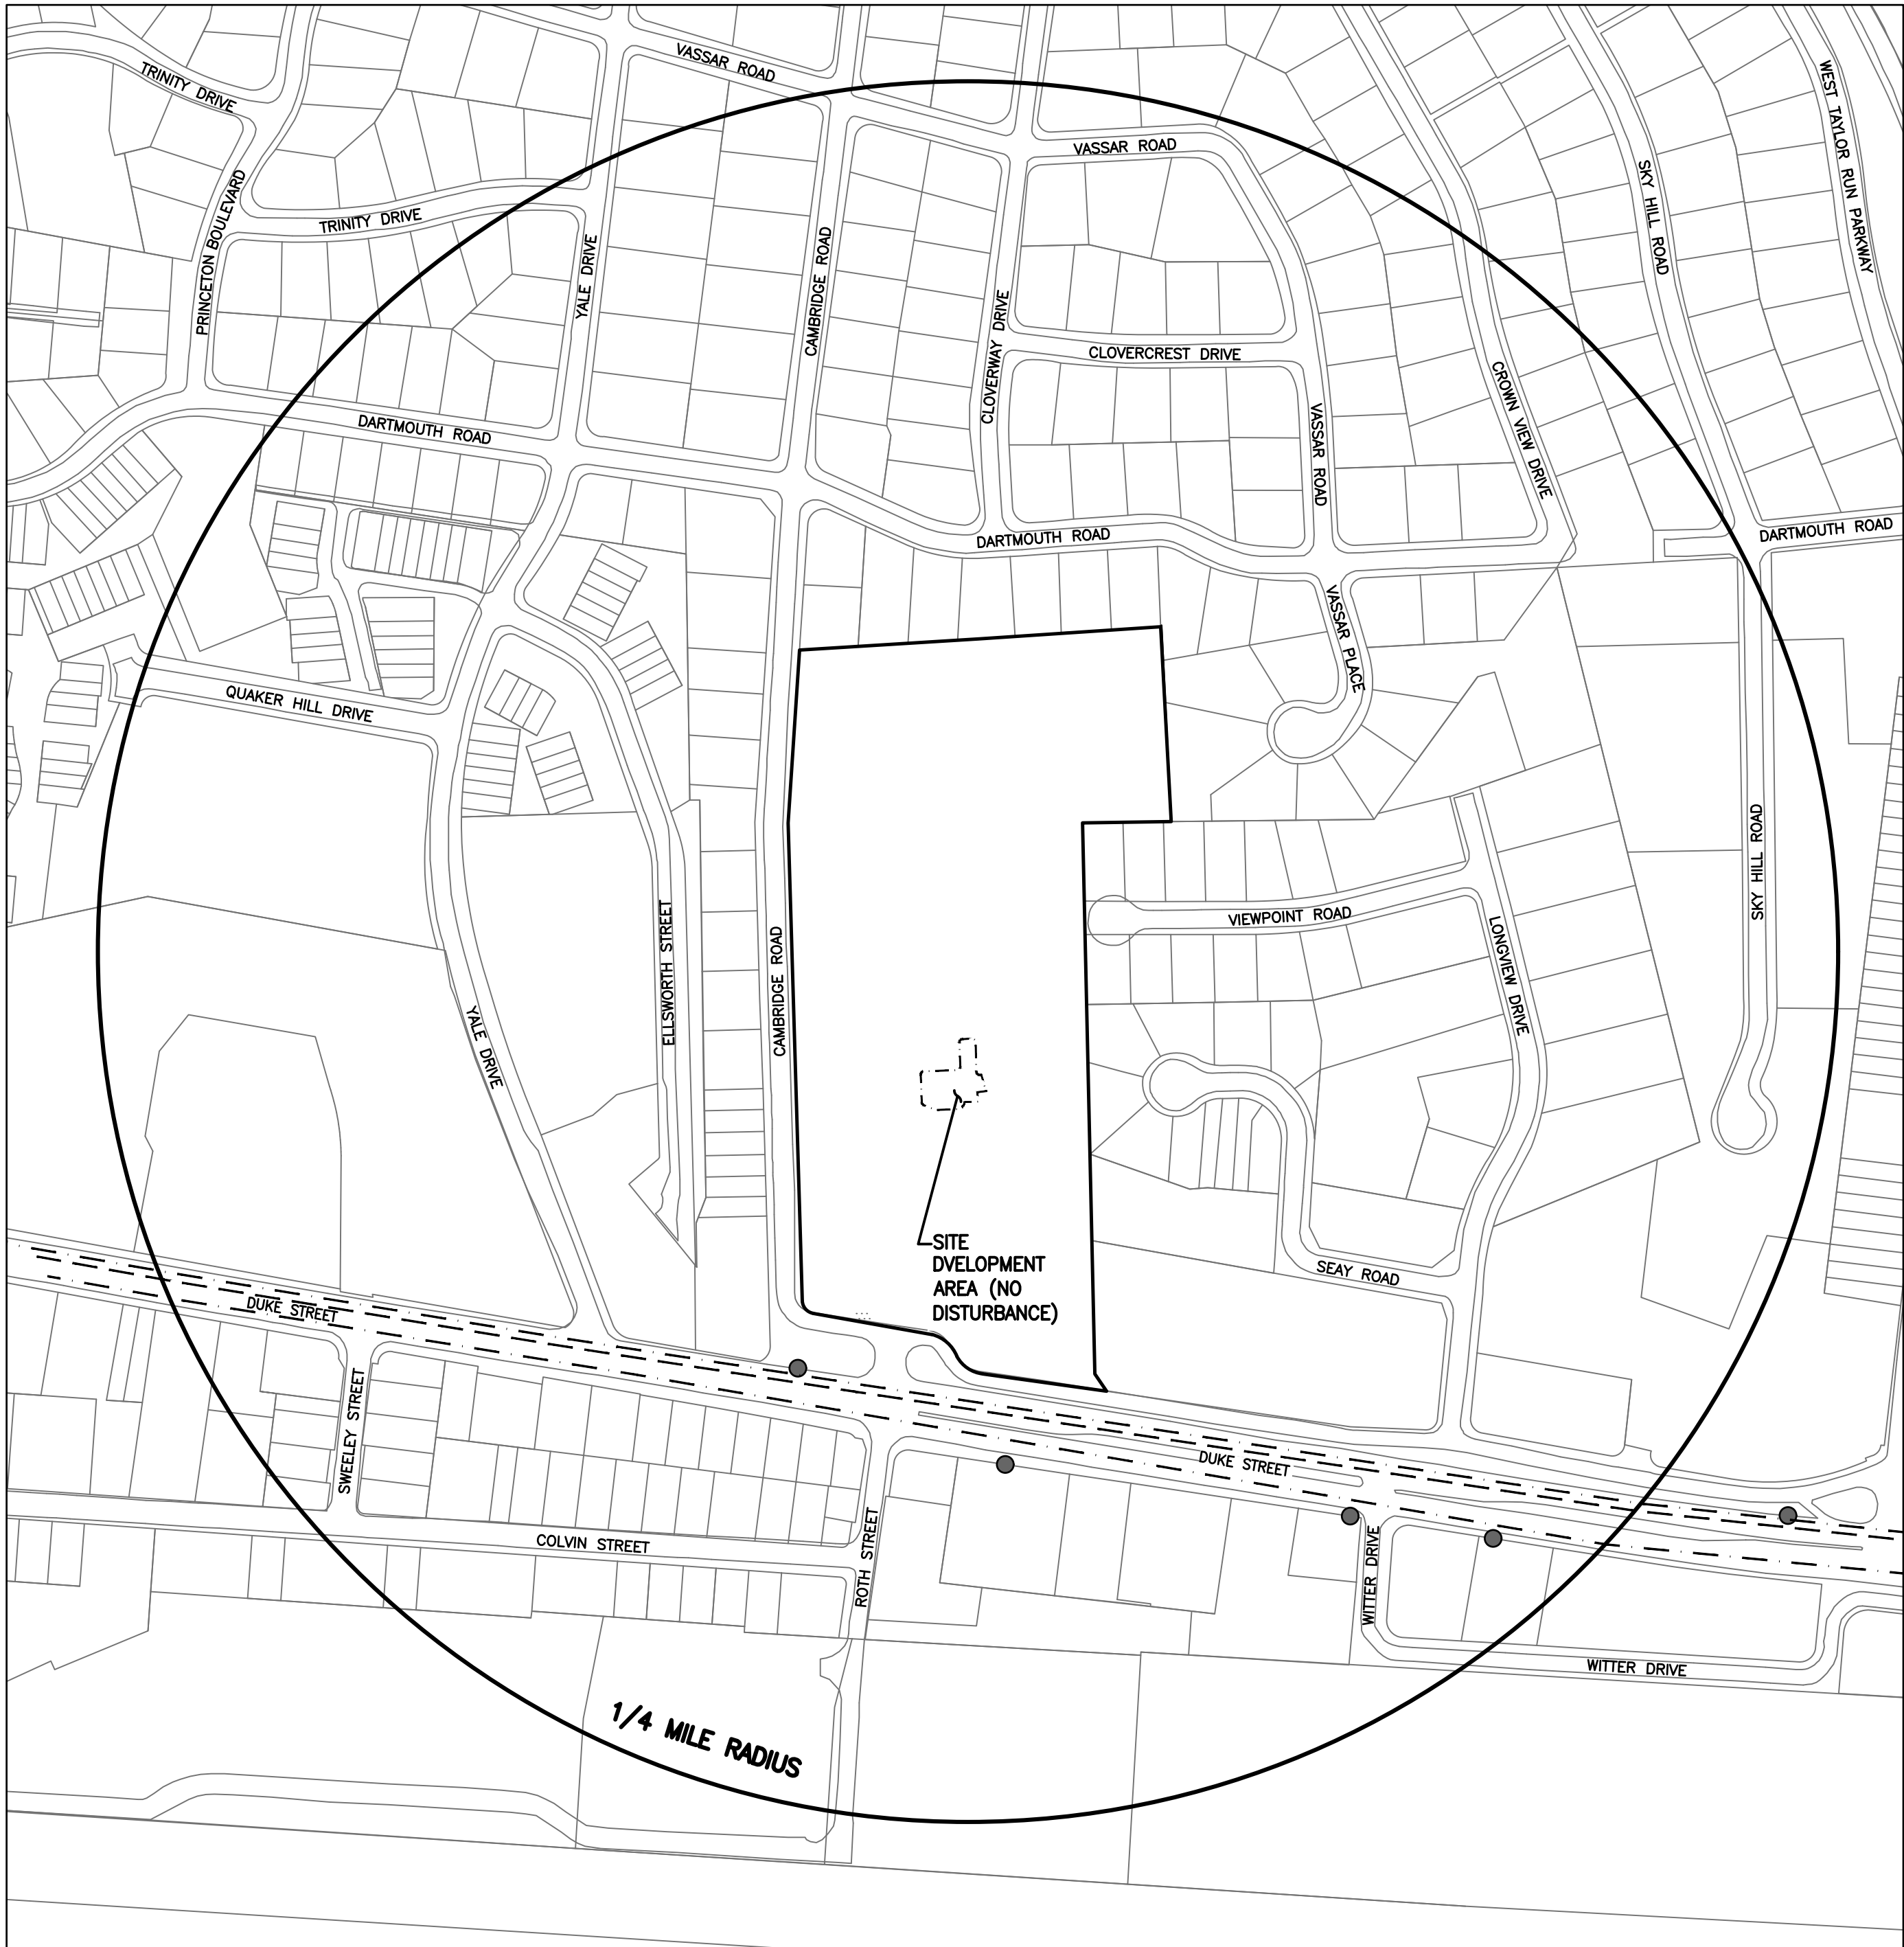 VASSAR ROAD
TRINITY DRIVE
WEST TAYLOR RUN PARKWAY
VASSAR ROAD
SKY HILL ROAD
PRINCETON BOULEVARD
TRINITY DRIVE
YALE DRIVE
CAMBRIDGE ROAD
CLOVERWAY DRIVE
CLOVERCREST DRIVE
CROWN VIEW DRIVE
VASSAR ROAD
DARTMOUTH ROAD
DARTMOUTH ROAD
DARTMOUTH ROAD
VASSAR PLACE
QUAKER HILL DRIVE
SKY HILL ROAD
VIEWPOINT ROAD
ELLSWORTH STREET
CAMBRIDGE ROAD
LONGVIEW DRIVE
YALE DRIVE
SITE
DVELOPMENT
AREA (NO
DISTURBANCE)
SEAY ROAD
DUKE STREET
SWEELEY STREET
DUKE STREET
COLVIN STREET
ROTH STREET
WITTER DRIVE
WITTER DRIVE
1/4 MILE RADIUS